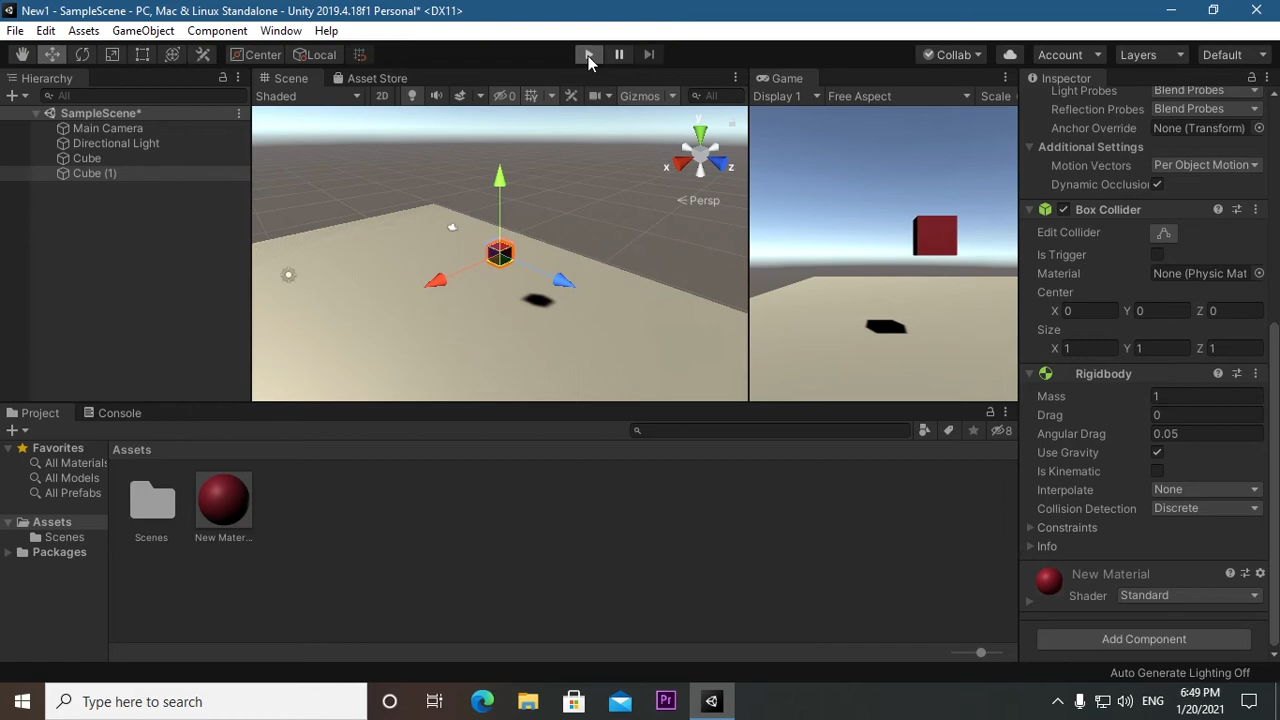 New1 - SampleScene - PC, Mac & Linux Standalone - Unity 2019.4.18f1 Personal* <DX11>
File Edit Assets GameObject Component Window Help
Center Local Collab Account Layers Default
Hierarchy
All
SampleScene*
Main Camera
Directional Light
Cube
Cube (1)
Scene Asset Store
Shaded 2D 0 Gizmos All
y
x z
Persp
Game
Display 1 Free Aspect Scale
Inspector
Light Probes Blend Probes
Reflection Probes Blend Probes
Anchor Override None (Transform)
Additional Settings
Motion Vectors Per Object Motion
Dynamic Occlusion
Box Collider
Edit Collider
Is Trigger
Material None (Physic Mat
Center
X 0 Y 0 Z 0
Size
X 1 Y 1 Z 1
Rigidbody
Mass 1
Drag 0
Angular Drag 0.05
Use Gravity
Is Kinematic
Interpolate None
Collision Detection Discrete
Constraints
Info
New Material
Shader Standard
Add Component
Project Console
8
Favorites
All Materials
All Models
All Prefabs
Assets
Scenes
Packages
Assets
Scenes
New Mater...
Auto Generate Lighting Off
Type here to search
Pr
ENG
6:49 PM
1/20/2021